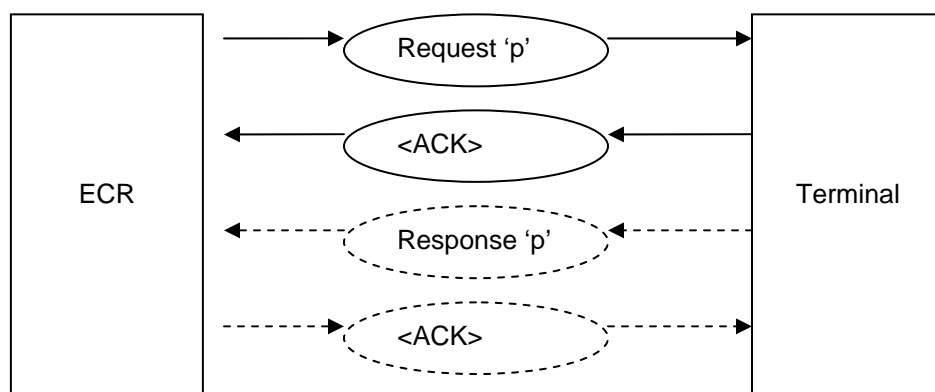 Request ‘p’
<ACK>
ECR
Terminal
Response ‘p’
<ACK>